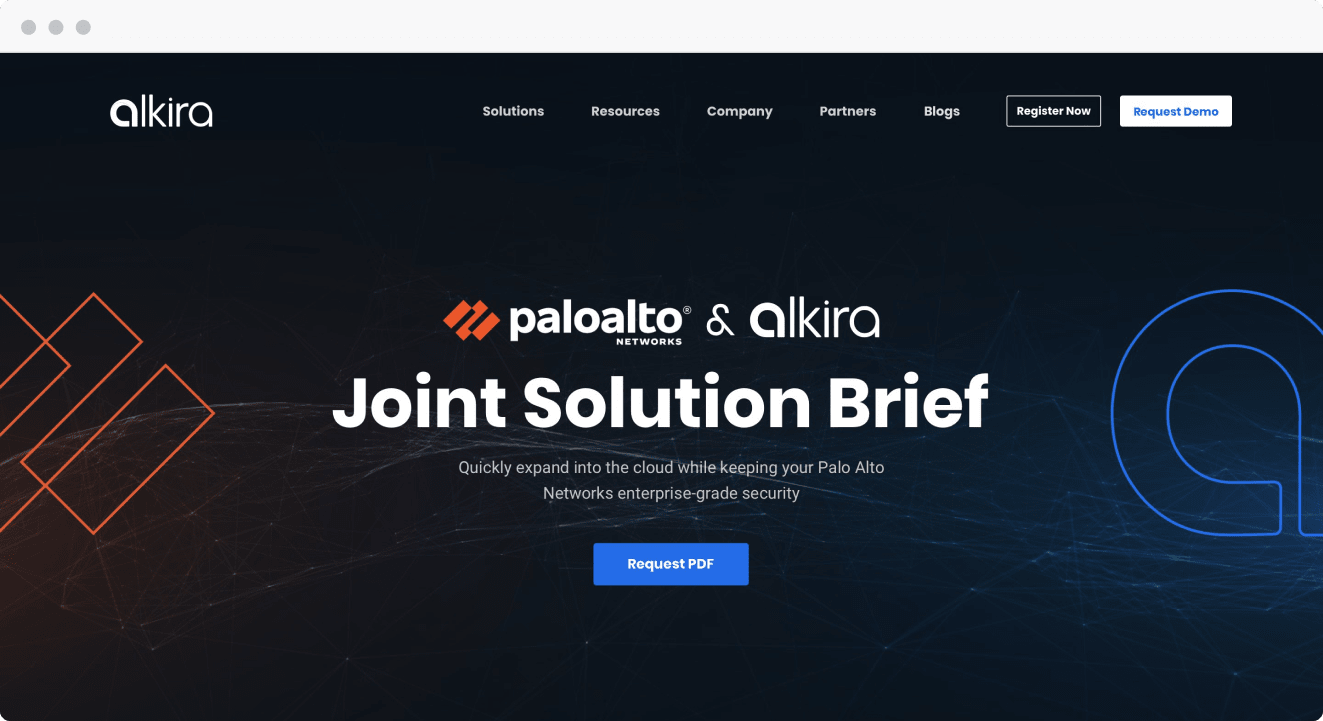 alkira
Solutions
Resources
Company
Partners
Blogs
Register Now
Request Demo
paloalto® & alkira
NETWORKS
Joint Solution Brief
Quickly expand into the cloud while keeping your Palo Alto
Networks enterprise-grade security
Request PDF